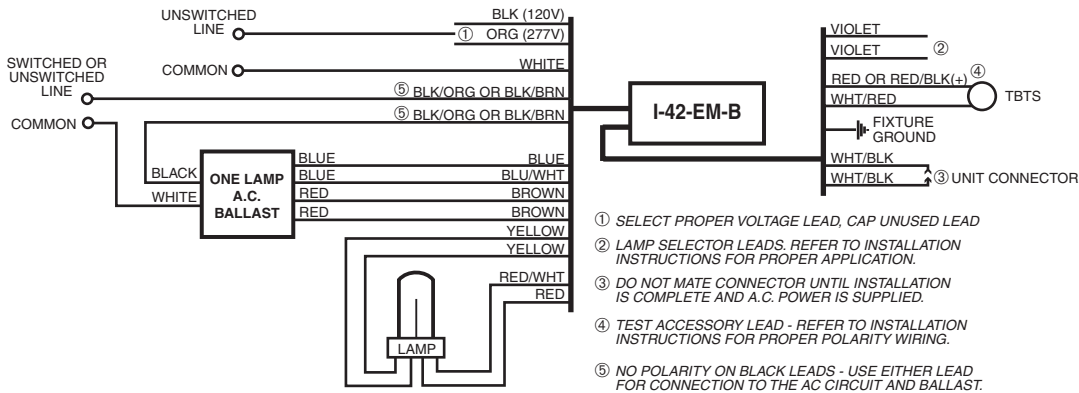 UNSWITCHED
LINE
BLK (120V)
① ORG (277V)
COMMON
WHITE
SWITCHED OR
UNSWITCHED
LINE
⑤ BLK/ORG OR BLK/BRN
⑤ BLK/ORG OR BLK/BRN
COMMON
BLACK
WHITE
ONE LAMP
A.C.
BALLAST
BLUE
BLUE
RED
RED
BLUE
BLU/WHT
BROWN
BROWN
YELLOW
YELLOW
RED/WHT
RED
LAMP
I-42-EM-B
VIOLET
VIOLET
②
RED OR RED/BLK(+) ④
WHT/RED
TBTS
FIXTURE
GROUND
WHT/BLK
WHT/BLK
③ UNIT CONNECTOR
① SELECT PROPER VOLTAGE LEAD, CAP UNUSED LEAD
② LAMP SELECTOR LEADS. REFER TO INSTALLATION
INSTRUCTIONS FOR PROPER APPLICATION.
③ DO NOT MATE CONNECTOR UNTIL INSTALLATION
IS COMPLETE AND A.C. POWER IS SUPPLIED.
④ TEST ACCESSORY LEAD - REFER TO INSTALLATION
INSTRUCTIONS FOR PROPER POLARITY WIRING.
⑤ NO POLARITY ON BLACK LEADS - USE EITHER LEAD
FOR CONNECTION TO THE AC CIRCUIT AND BALLAST.